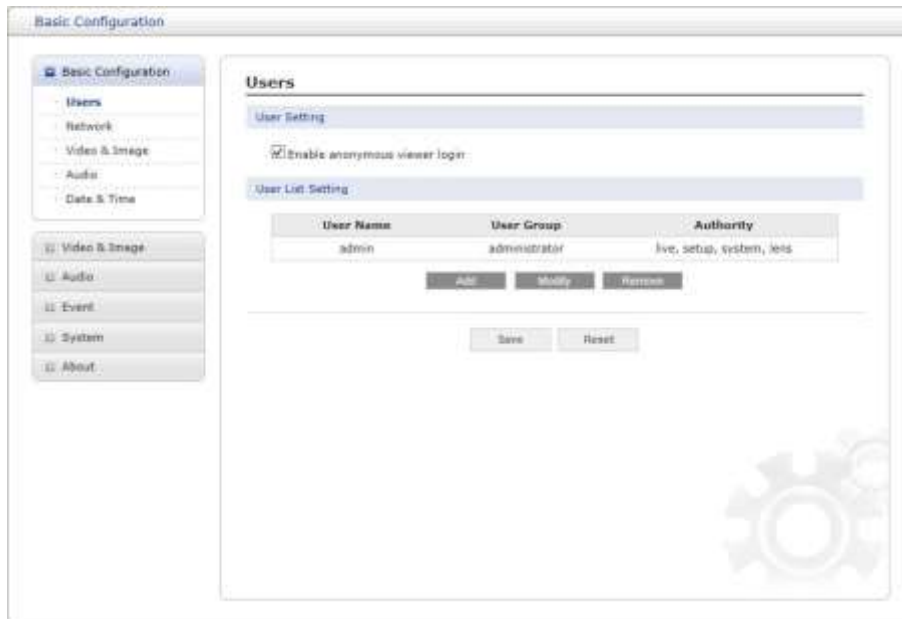 Basic Configuration
Basic Configuration
Users
Network
Video & Image
Audio
Date & Time
Video & Image
Audio
Event
System
About
Users
User Setting
Enable anonymous viewer login
User List Setting
User Name User Group Authority
admin administrator live, setup, system, lens
Add Modify Remove
Save Reset